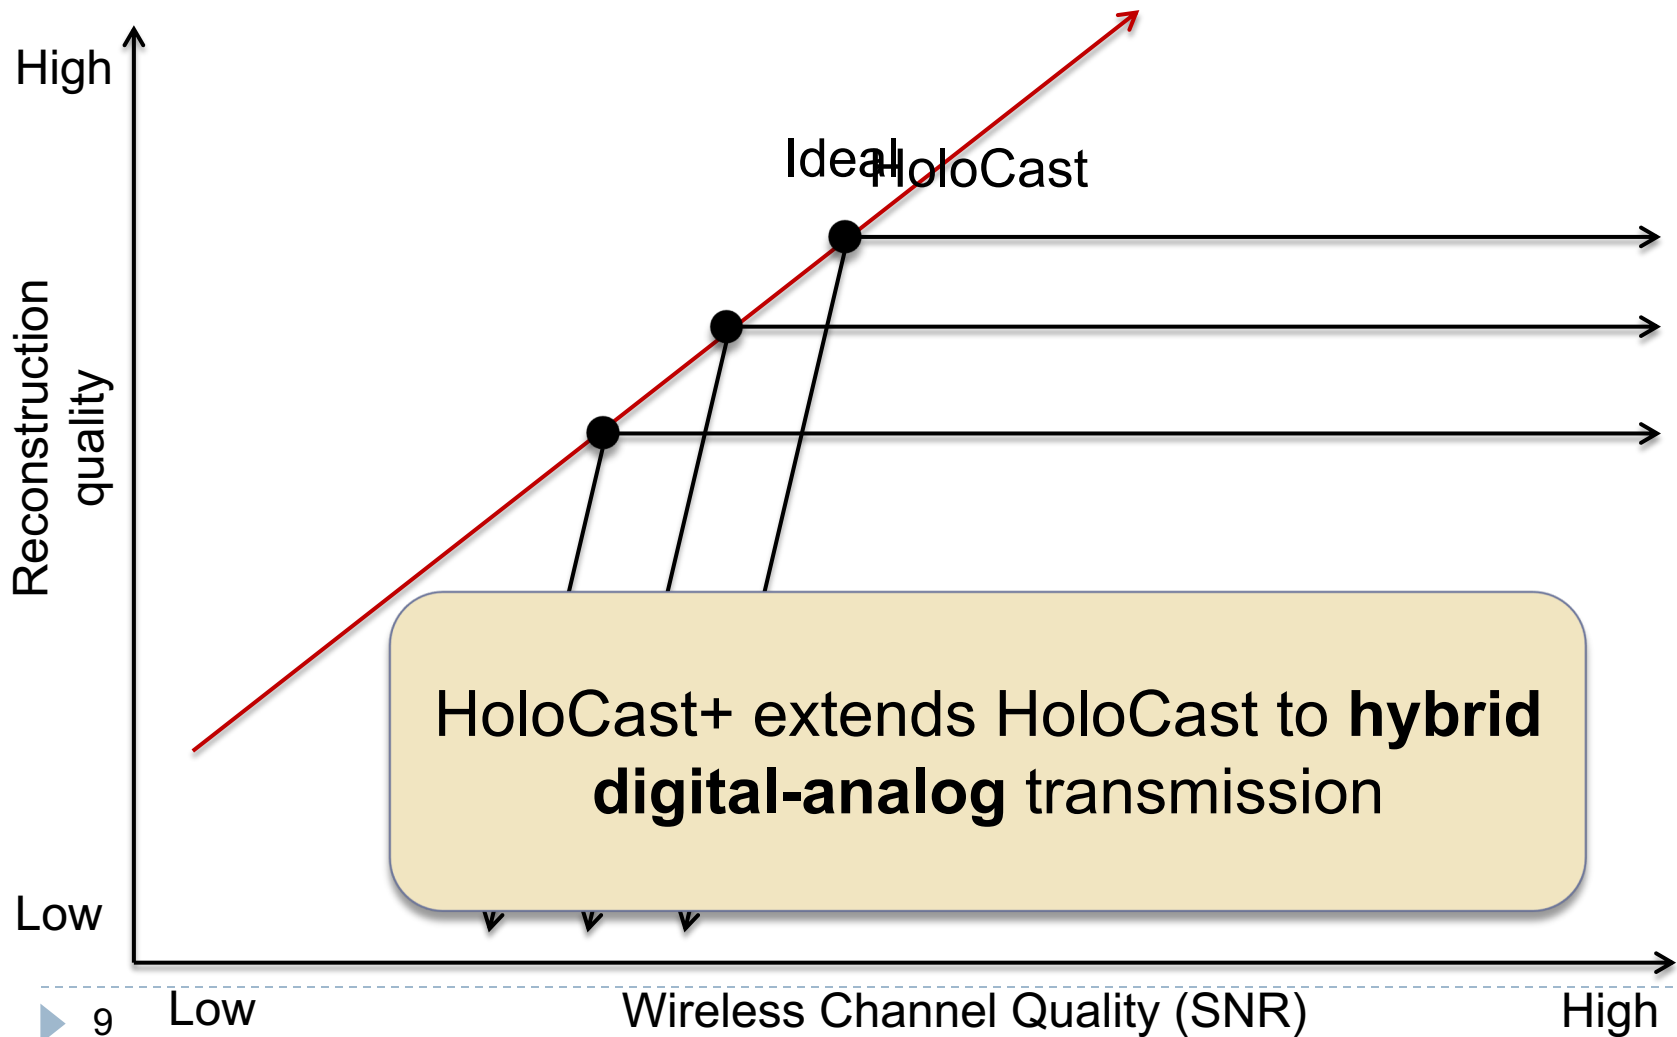 High
Ideal
HoloCast
Reconstruction
quality
HoloCast+ extends HoloCast to hybrid
digital-analog transmission
Low
Low
Wireless Channel Quality (SNR)
High
9